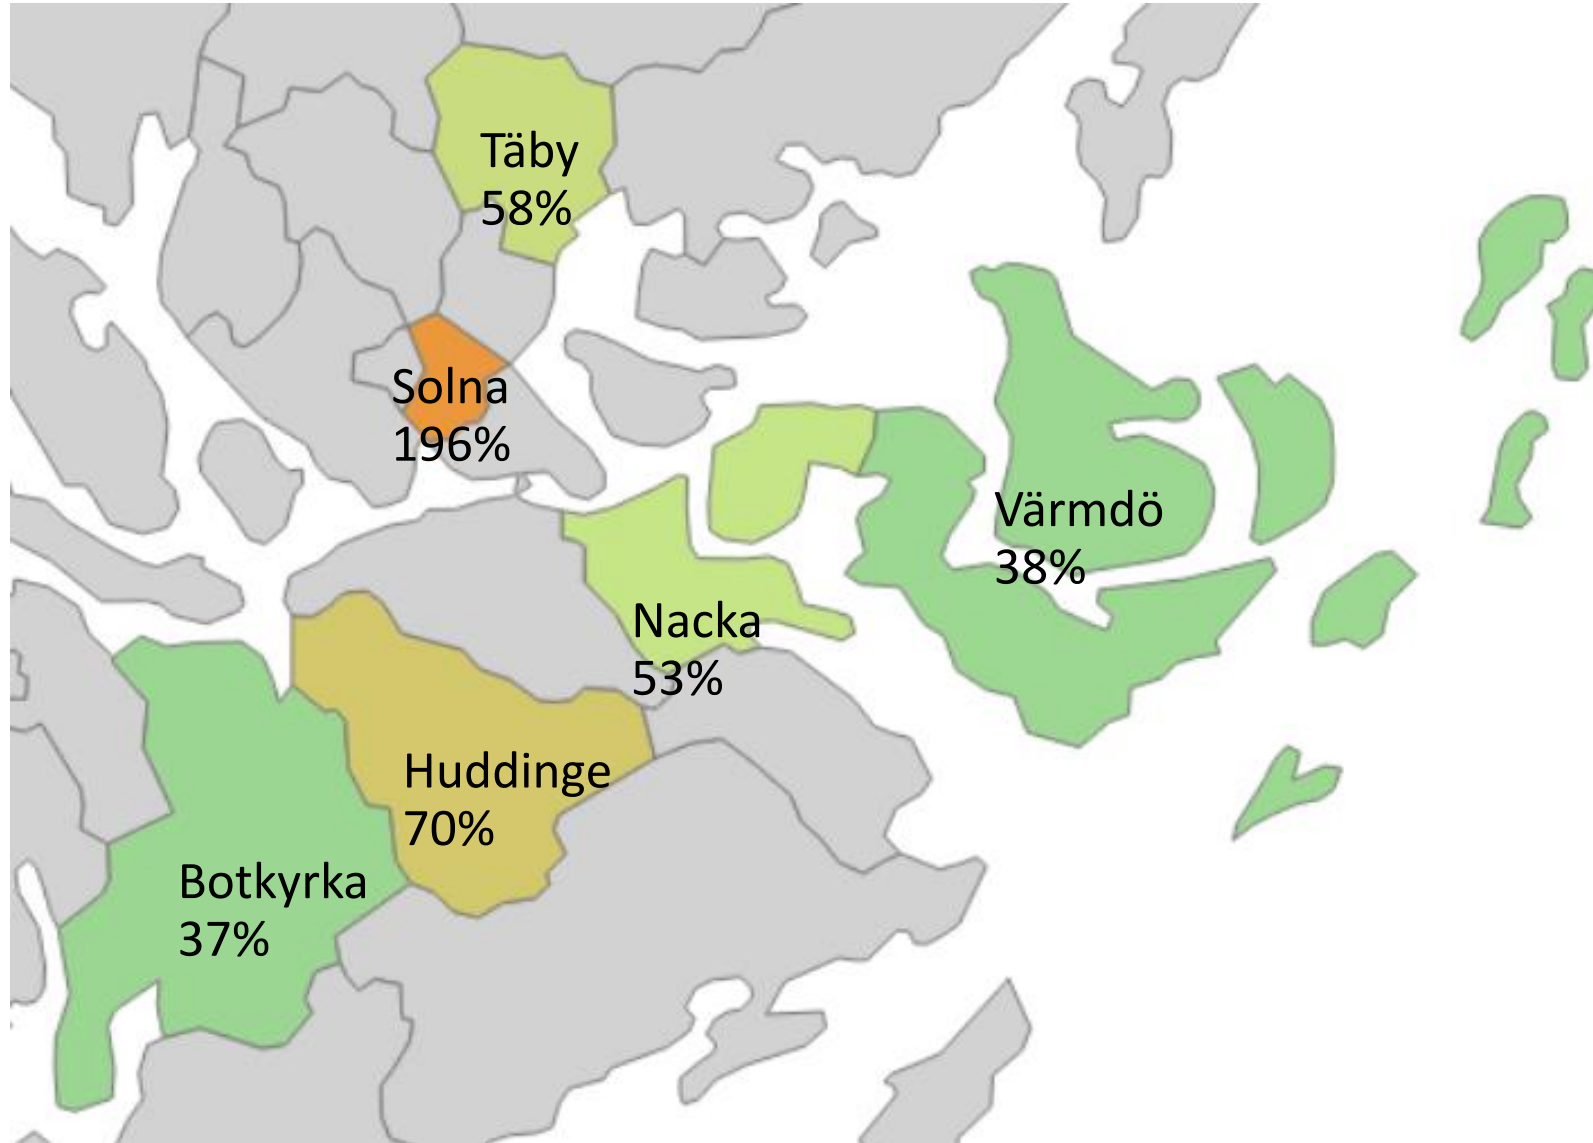 Täby
58%
Solna
196%
Värmdö
38%
Nacka
53%
Huddinge
70%
Botkyrka
37%